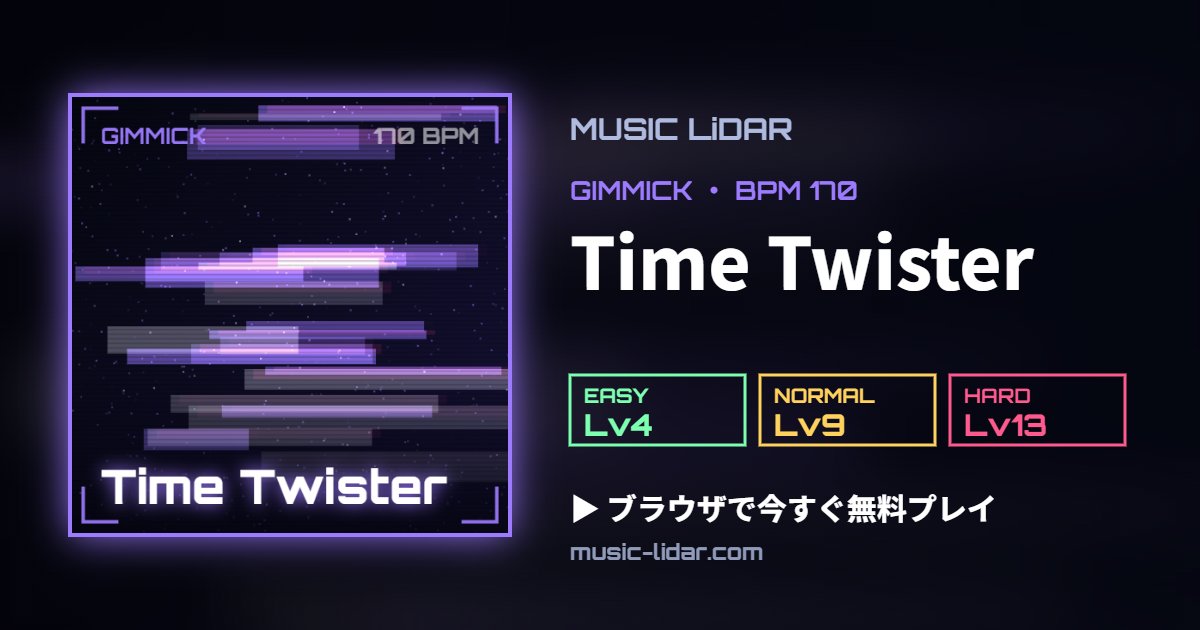 GIMMICK
170 BPM
Time Twister
MUSIC LiDAR
GIMMICK • BPM 170
Time Twister
EASY
Lv4
NORMAL
Lv9
HARD
Lv13
▶ ブラウザで今すぐ無料プレイ
music-lidar.com